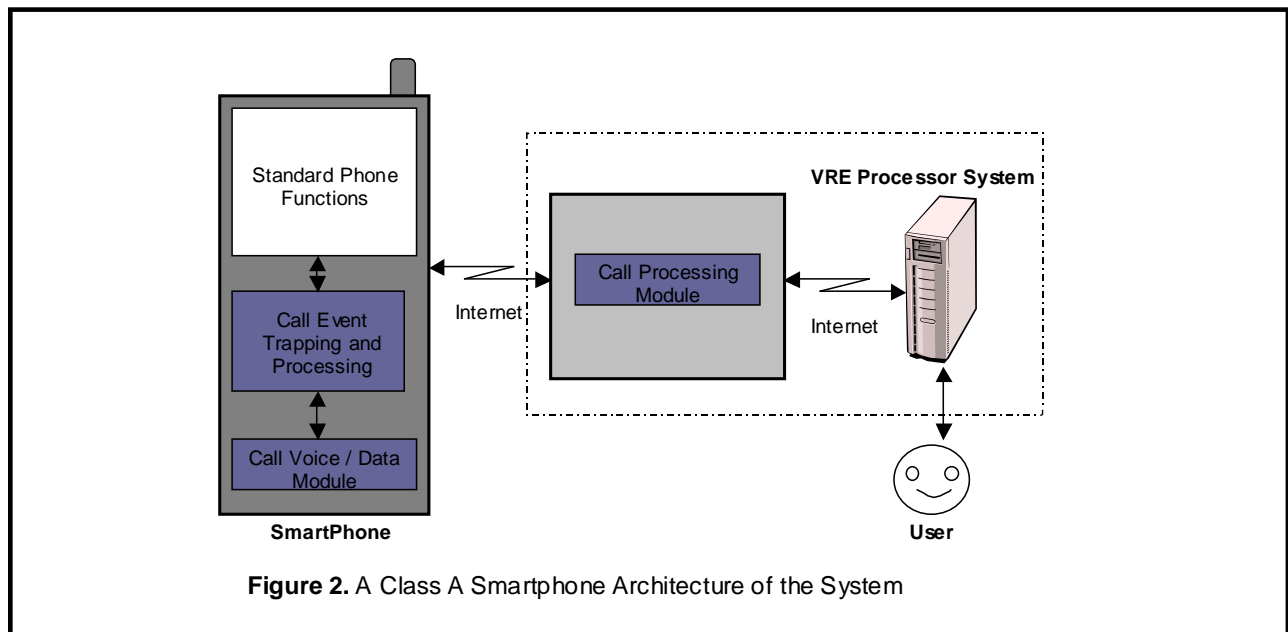 Standard Phone
Functions
Call Event
Trapping and
Processing
Call Voice / Data
Module
SmartPhone
Internet
Call Processing
Module
Internet
VRE Processor System
User
Figure 2. A Class A Smartphone Architecture of the System